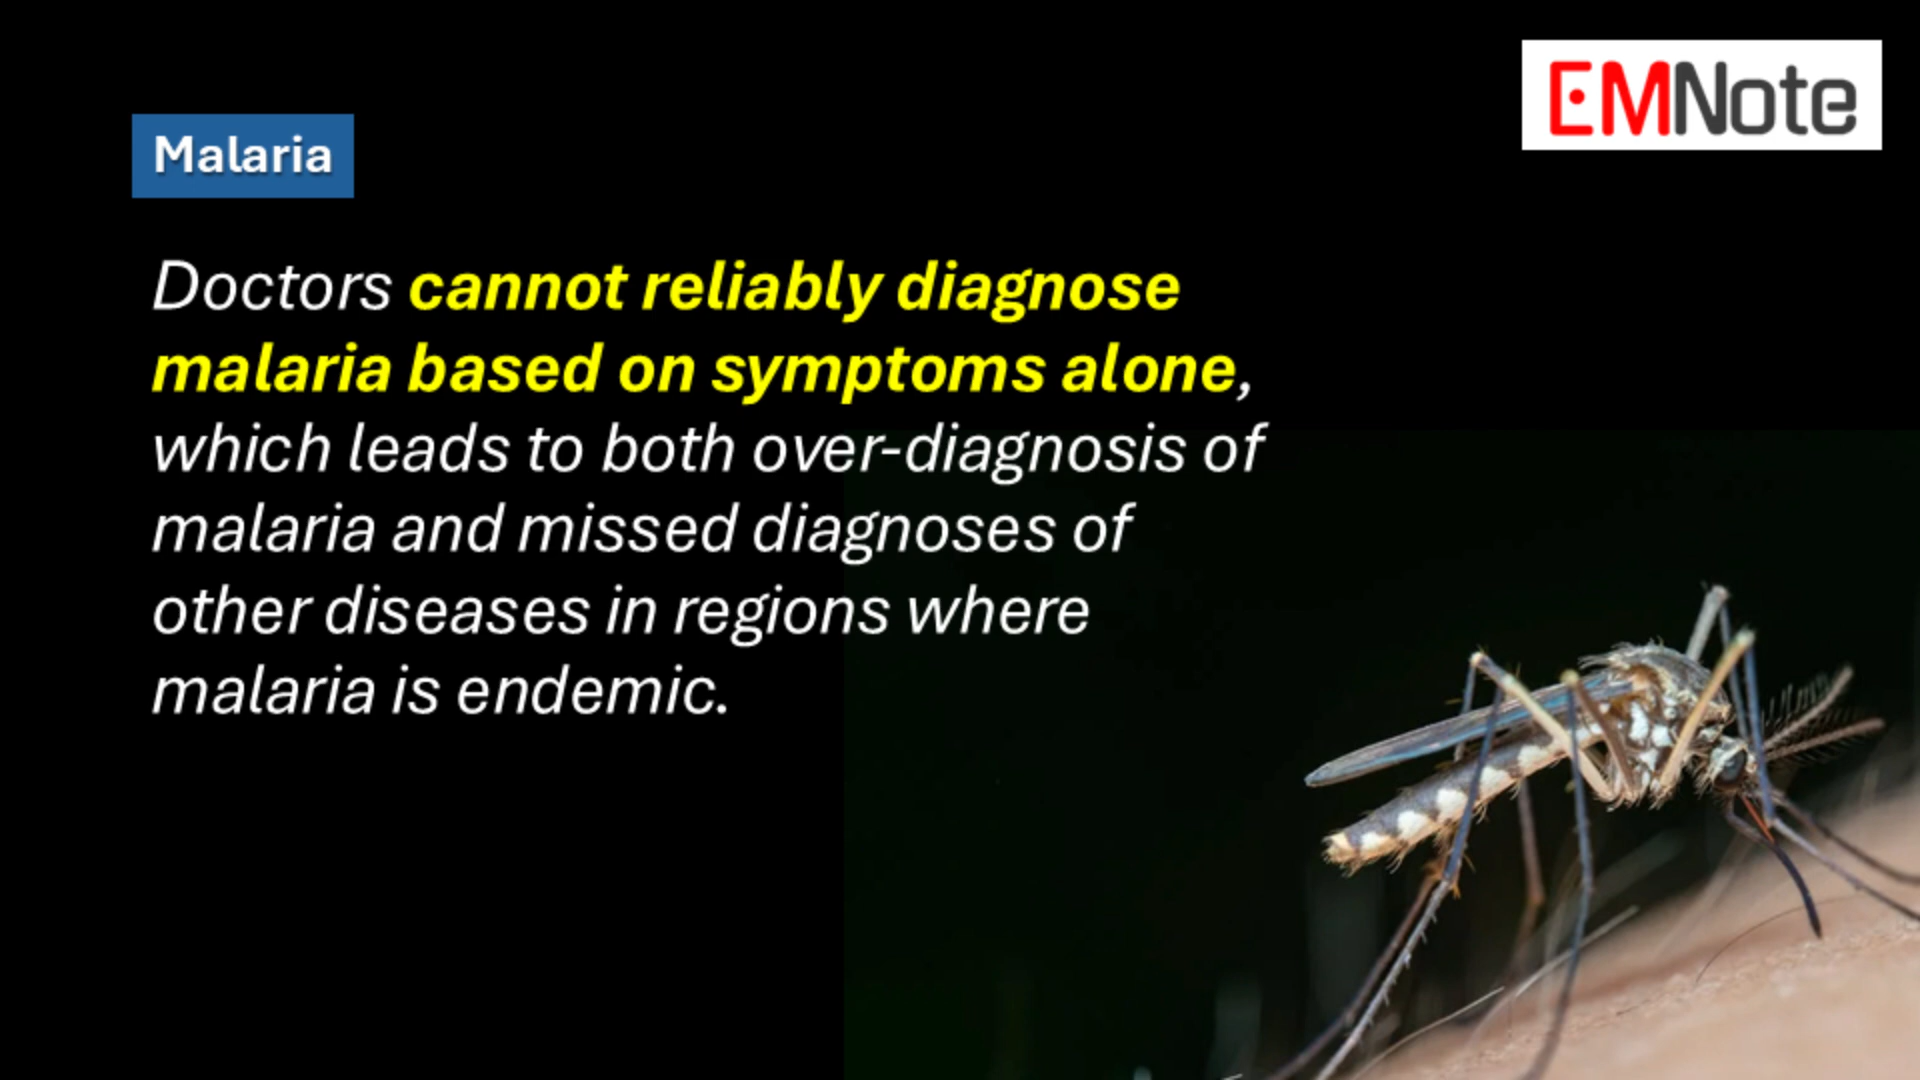 EMNote
Malaria
Doctors cannot reliably diagnose
malaria based on symptoms alone,
which leads to both over-diagnosis of
malaria and missed diagnoses of
other diseases in regions where
malaria is endemic.